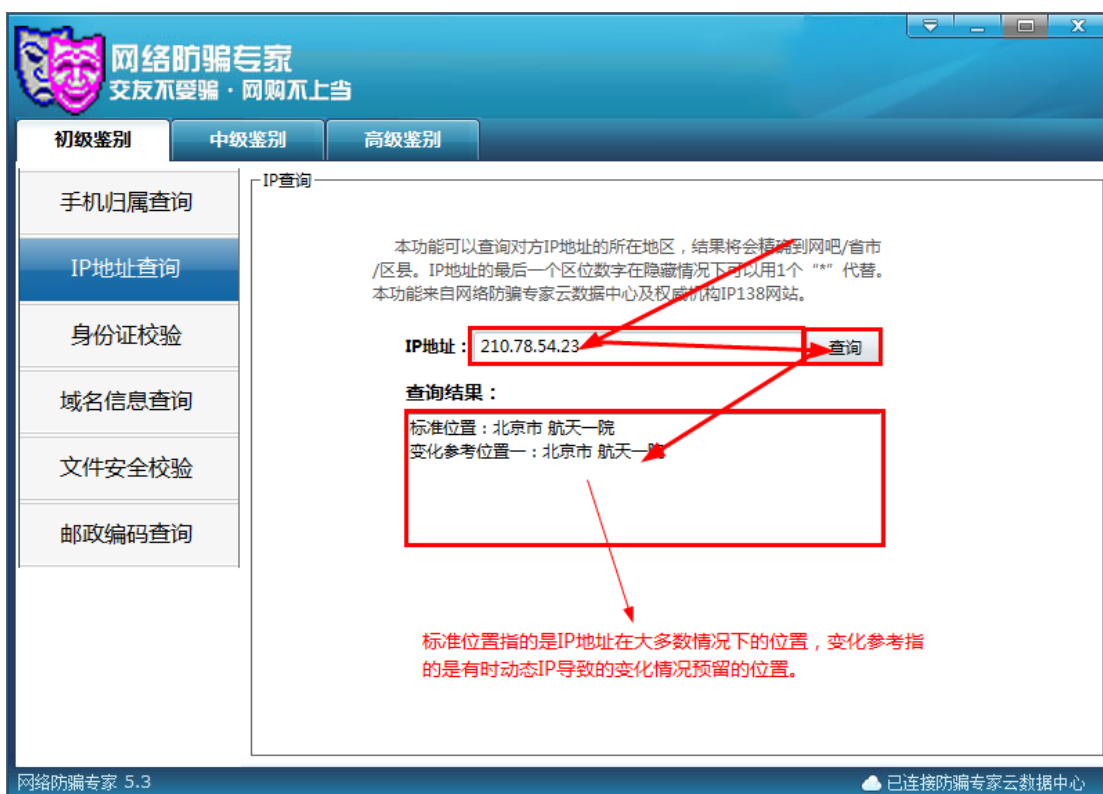 网络防骗专家
交友不受骗·网购不上当
初级鉴别
中级鉴别
高级鉴别
手机归属查询
IP地址查询
身份证校验
域名信息查询
文件安全校验
邮政编码查询
IP查询
本功能可以查询对方IP地址的所在地区，结果将会精确到网吧/省市
/区县。IP地址的最后一个区位数字在隐藏情况下可以用1个“*”代替。
本功能来自网络防骗专家云数据中心及权威机构IP138网站。
IP地址：
210.78.54.23
查询
查询结果：
标准位置：北京市 航天一院
变化参考位置一：北京市 航天一院
标准位置指的是IP地址在大多数情况下的位置，变化参考指
的是有时动态IP导致的变化情况预留的位置。
网络防骗专家 5.3
已连接防骗专家云数据中心